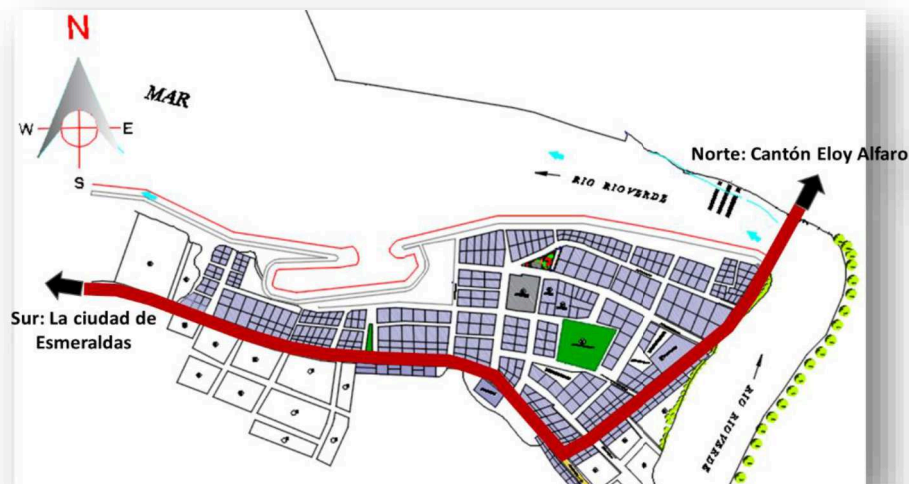 N
MAR
W
E
S
Norte: Cantón Eloy Alfaro
RIO RIOVERDE
Sur: La ciudad de
Esmeraldas
RIO RIOVERDE